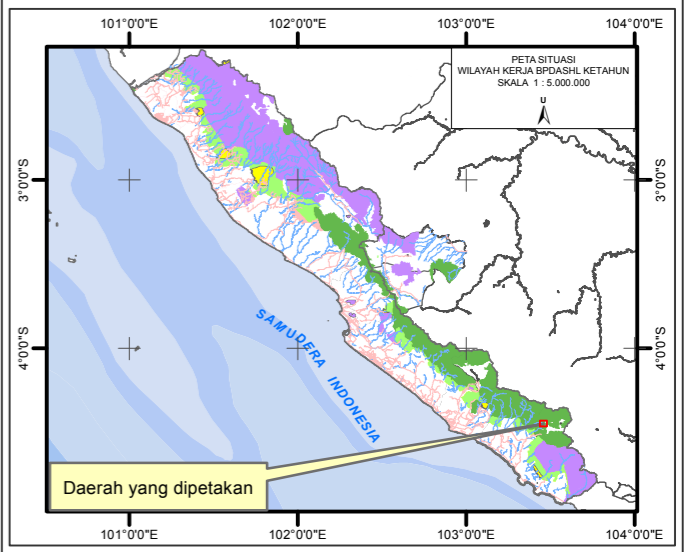 101°0'0"E 102°0'0"E 103°0'0"E 104°0'0"E
PETA SITUASI
WILAYAH KERJA BPDASHL KETAHUN
SKALA 1 : 5.000.000
U
3°0'0"S 3°0'0"S
4°0'0"S 4°0'0"S
SAMUDERA INDONESIA
Daerah yang dipetakan
101°0'0"E 102°0'0"E 103°0'0"E 104°0'0"E